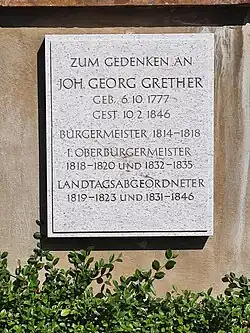 ZUM GEDENKEN AN
JOH. GEORG GRETHER
GEB. 6.10.1777
GEST. 10.2.1846
BÜRGERMEISTER 1814-1818
I. OBERBÜRGERMEISTER
1818-1820 UND 1832-1835
LANDTAGSABGEORDNETER
1819-1823 UND 1831-1846